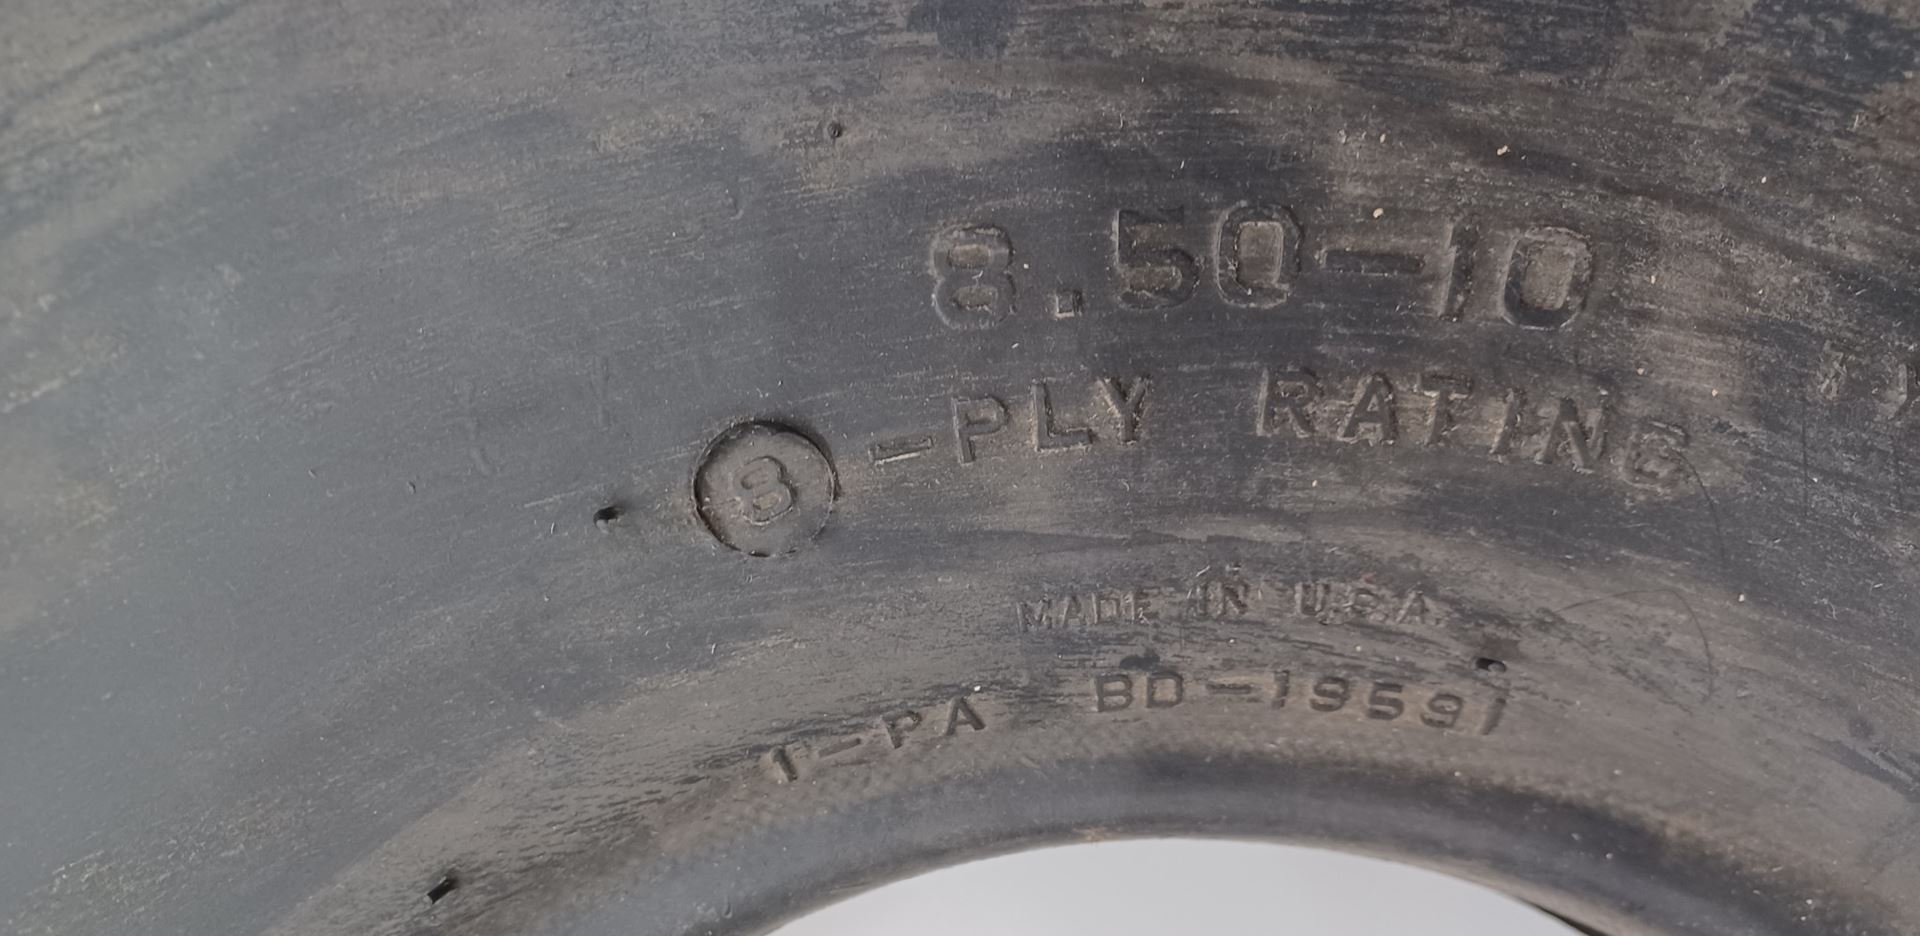 8.50-10
8-PLY RATING
MADE IN U.S.A.
1-PA BD-19591